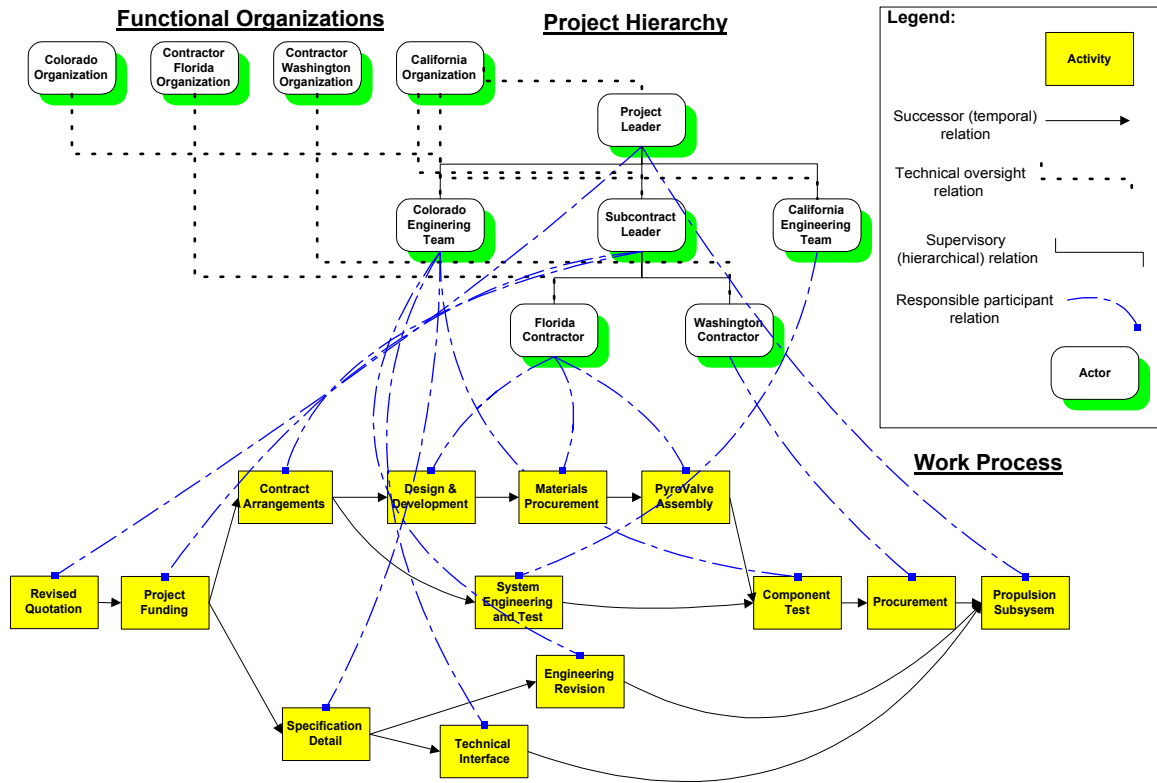 Functional Organizations
Project Hierarchy
Legend:
Colorado
Organization
Contractor
Florida
Organization
Contractor
Washington
Organization
California
Organization
Activity
Project
Leader
Successor (temporal)
relation
Technical oversight
relation
Colorado
Enginering
Team
Subcontract
Leader
California
Engineering
Team
Supervisory
(hierarchical) relation
Responsible participant
relation
Florida
Contractor
Washington
Contractor
Actor
Work Process
Contract
Arrangements
Design &
Development
Materials
Procurement
PyroValve
Assembly
Revised
Quotation
Project
Funding
System
Engineering
and Test
Component
Test
Procurement
Propulsion
Subsysem
Engineering
Revision
Specification
Detail
Technical
Interface